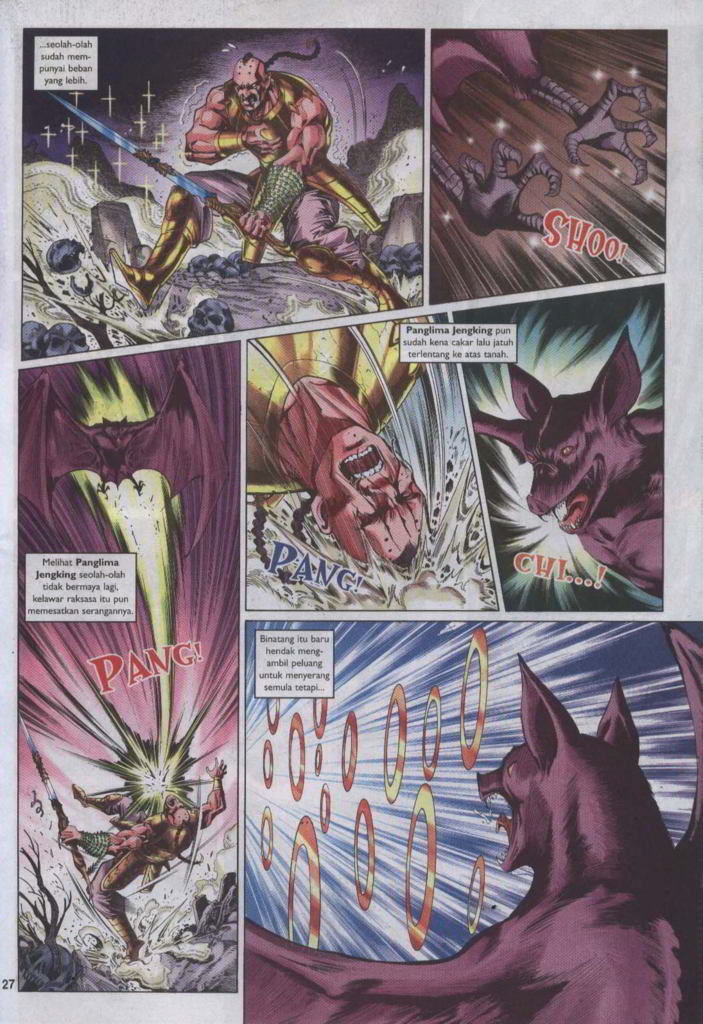 ...seolah-olah
sudah mem-
punyai beban
yang lebih.
SHOO!
Melihat Panglima
Jengking seolah-olah
tidak bermaya lagi,
kelawar raksasa itu pun
memesatkan serangannya.
PANG!
Panglima Jengking pun
sudah kena cakar lalu jatuh
terlentang ke atas tanah.
PANG!
CHI...!
Binatang itu baru
hendak meng-
ambil peluang
untuk menyerang
semula tetapi...
27